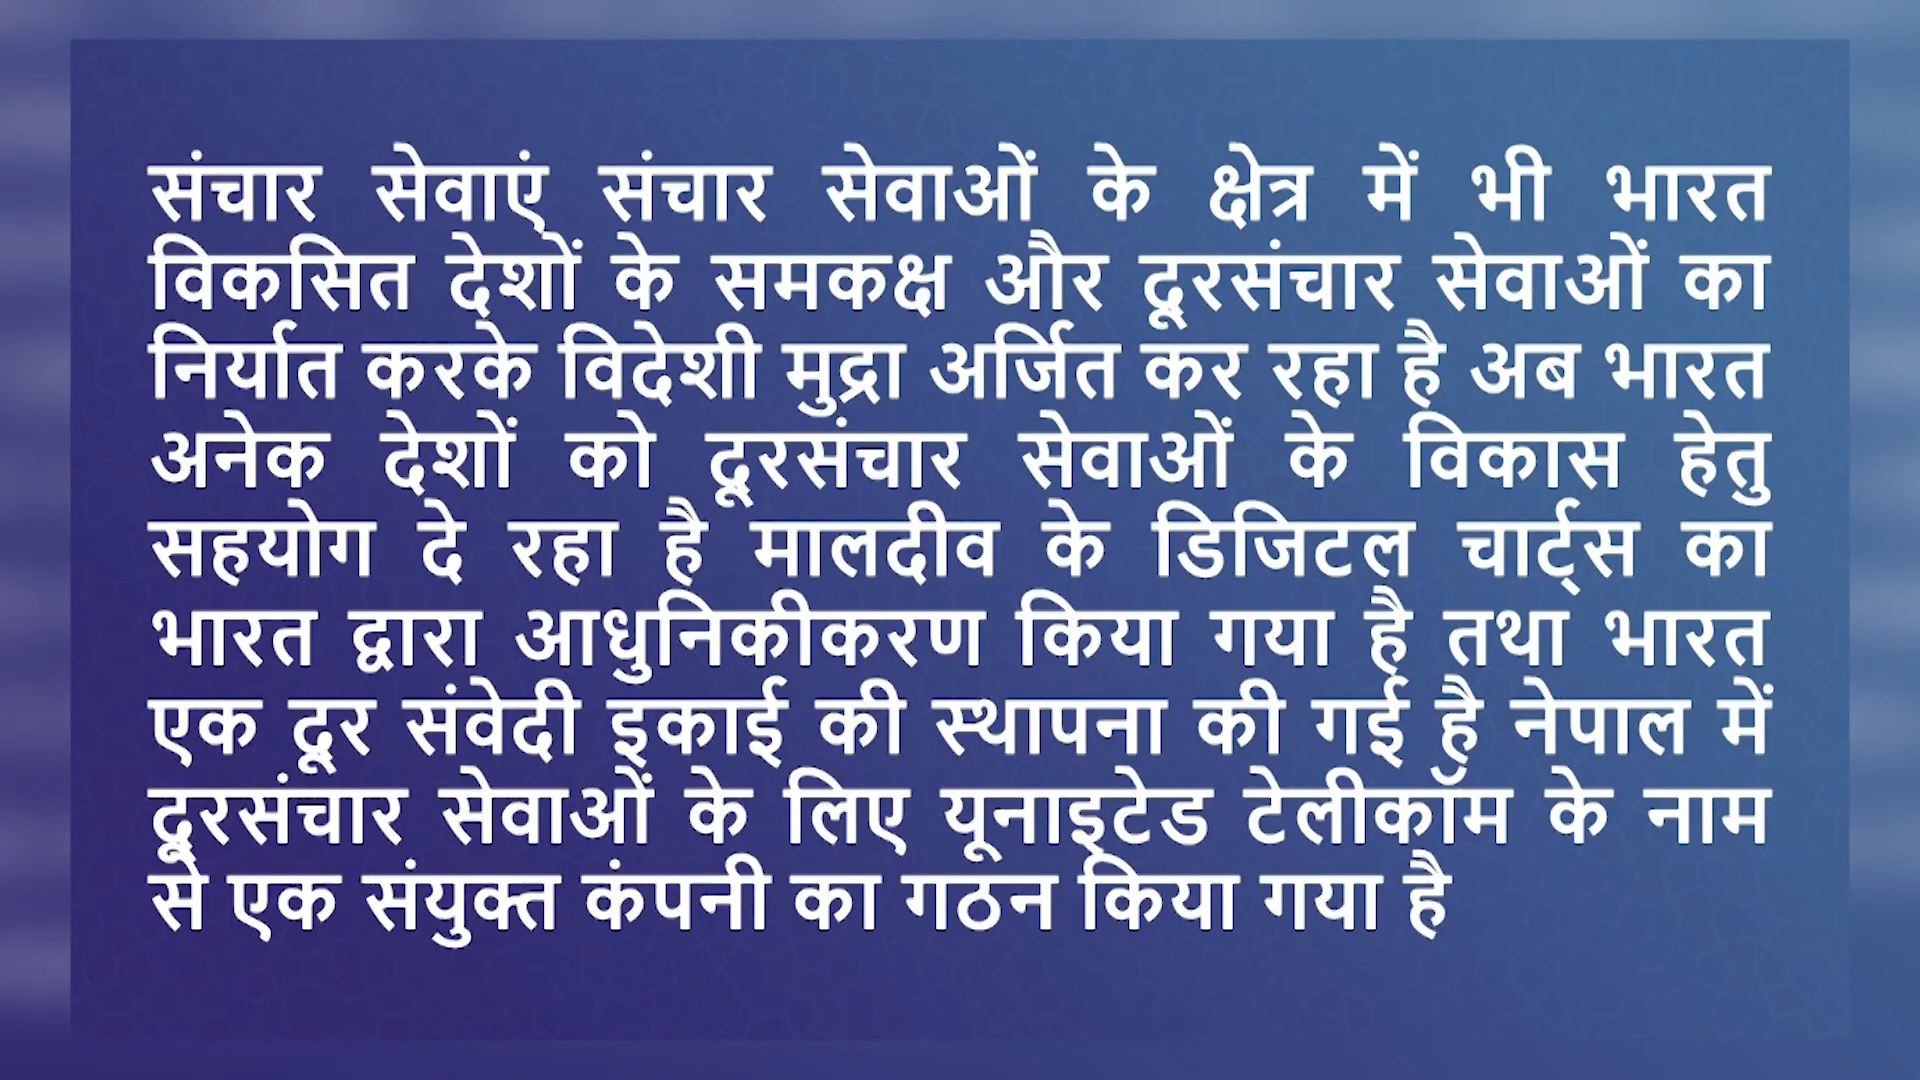 संचार सेवाएं संचार सेवाओं के क्षेत्र में भी भारत
विकसित देशों के समकक्ष और दूरसंचार सेवाओं का
निर्यात करके विदेशी मुद्रा अर्जित कर रहा है अब भारत
अनेक देशों को दूरसंचार सेवाओं के विकास हेतु
सहयोग दे रहा है मालदीव के डिजिटल चार्ट्स का
भारत द्वारा आधुनिकीकरण किया गया है तथा भारत
एक दूर संवेदी इकाई की स्थापना की गई है नेपाल में
दूरसंचार सेवाओं के लिए यूनाइटेड टेलीकॉम के नाम
से एक संयुक्त कंपनी का गठन किया गया है